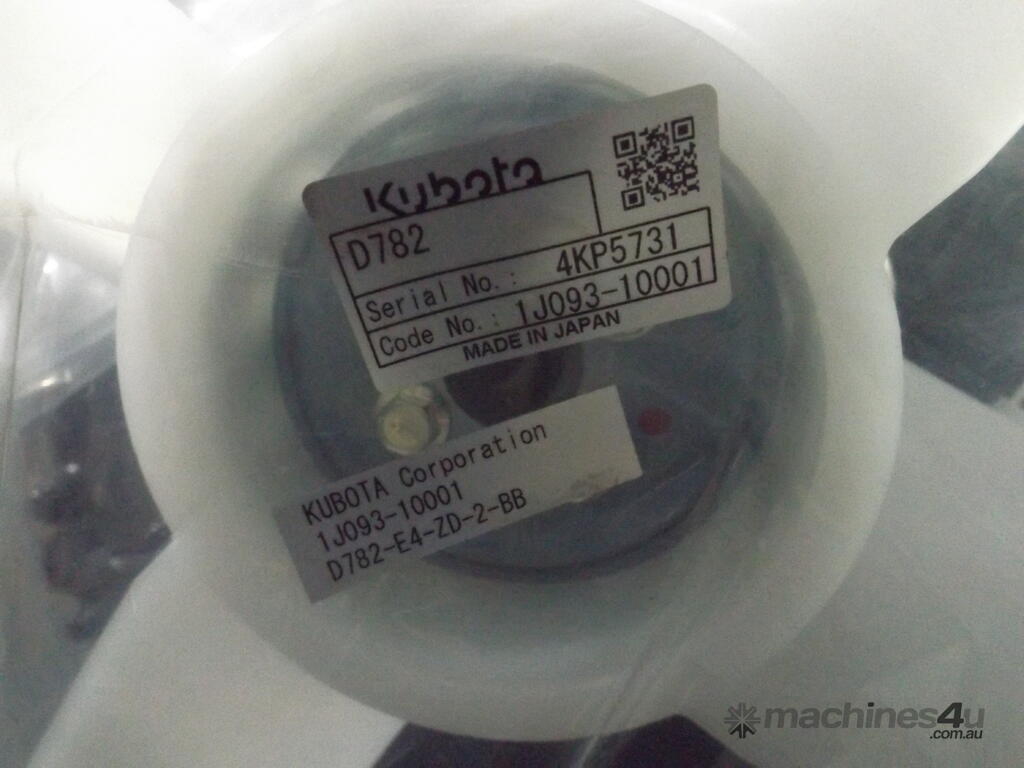 Kubota
D782
Serial No.: 4KP5731
Code No.: 1J093-10001
MADE IN JAPAN
KUBOTA Corporation
1J093-10001
D782-E4-ZD-2-BB
machines4u
.com.au